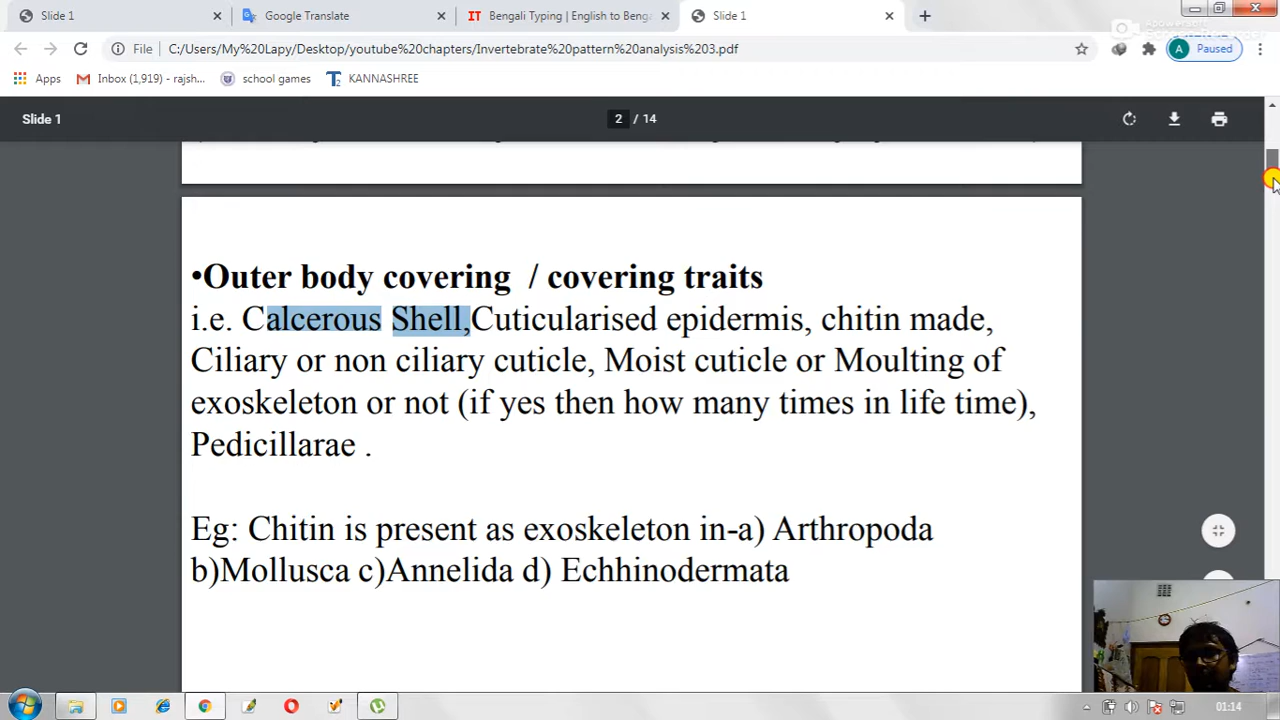 Slide 1
Google Translate
Bengali Typing | English to Beng
Slide 1
File C:/Users/My%20Lapy/Desktop/youtube%20chapters/Invertebrate%20pattern%20analysis%203.pdf
A Paused
Apps
Inbox (1,919) - rajsh...
school games
KANNASHREE
Slide 1
2 / 14
•Outer body covering / covering traits
i.e. Calcerous Shell,Cuticularised epidermis, chitin made,
Ciliary or non ciliary cuticle, Moist cuticle or Moulting of
exoskeleton or not (if yes then how many times in life time),
Pedicillarae .
Eg: Chitin is present as exoskeleton in-a) Arthropoda
b)Mollusca c)Annelida d) Echhinodermata
01:14